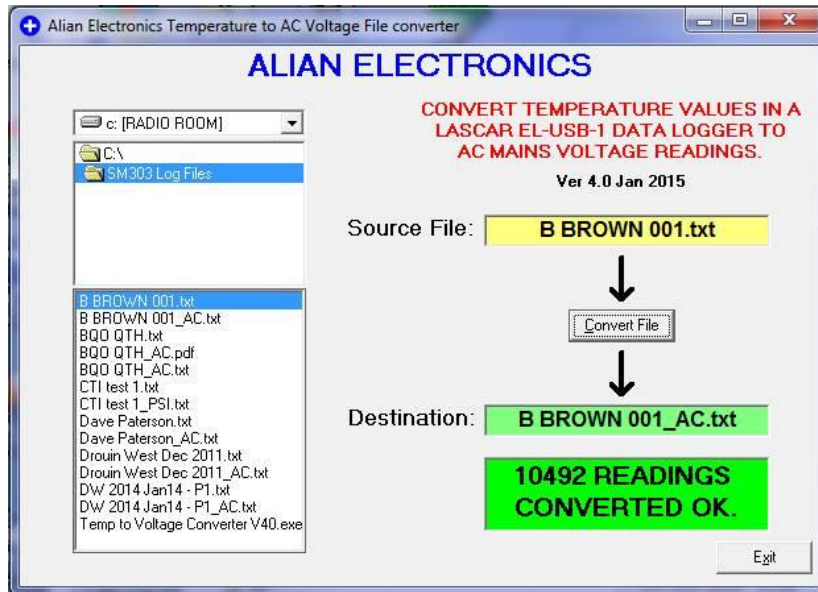 Alian Electronics Temperature to AC Voltage File converter
ALIAN ELECTRONICS
c: [RADIO ROOM]
C:\
SM303 Log Files
B BROWN 001.txt
B BROWN 001_AC.txt
BQO QTH.txt
BQO QTH_AC.pdf
BQO QTH_AC.txt
CTI test 1.txt
CTI test 1_PSI.txt
Dave Paterson.txt
Dave Paterson_AC.txt
Drouin West Dec 2011.txt
Drouin West Dec 2011_AC.txt
DW 2014 Jan14 - P1.txt
DW 2014 Jan14 - P1_AC.txt
Temp to Voltage Converter V40.exe
CONVERT TEMPERATURE VALUES IN A
LASCAR EL-USB-1 DATA LOGGER TO
AC MAINS VOLTAGE READINGS.
Ver 4.0 Jan 2015
Source File: B BROWN 001.txt
Convert File
Destination: B BROWN 001_AC.txt
10492 READINGS
CONVERTED OK.
Exit